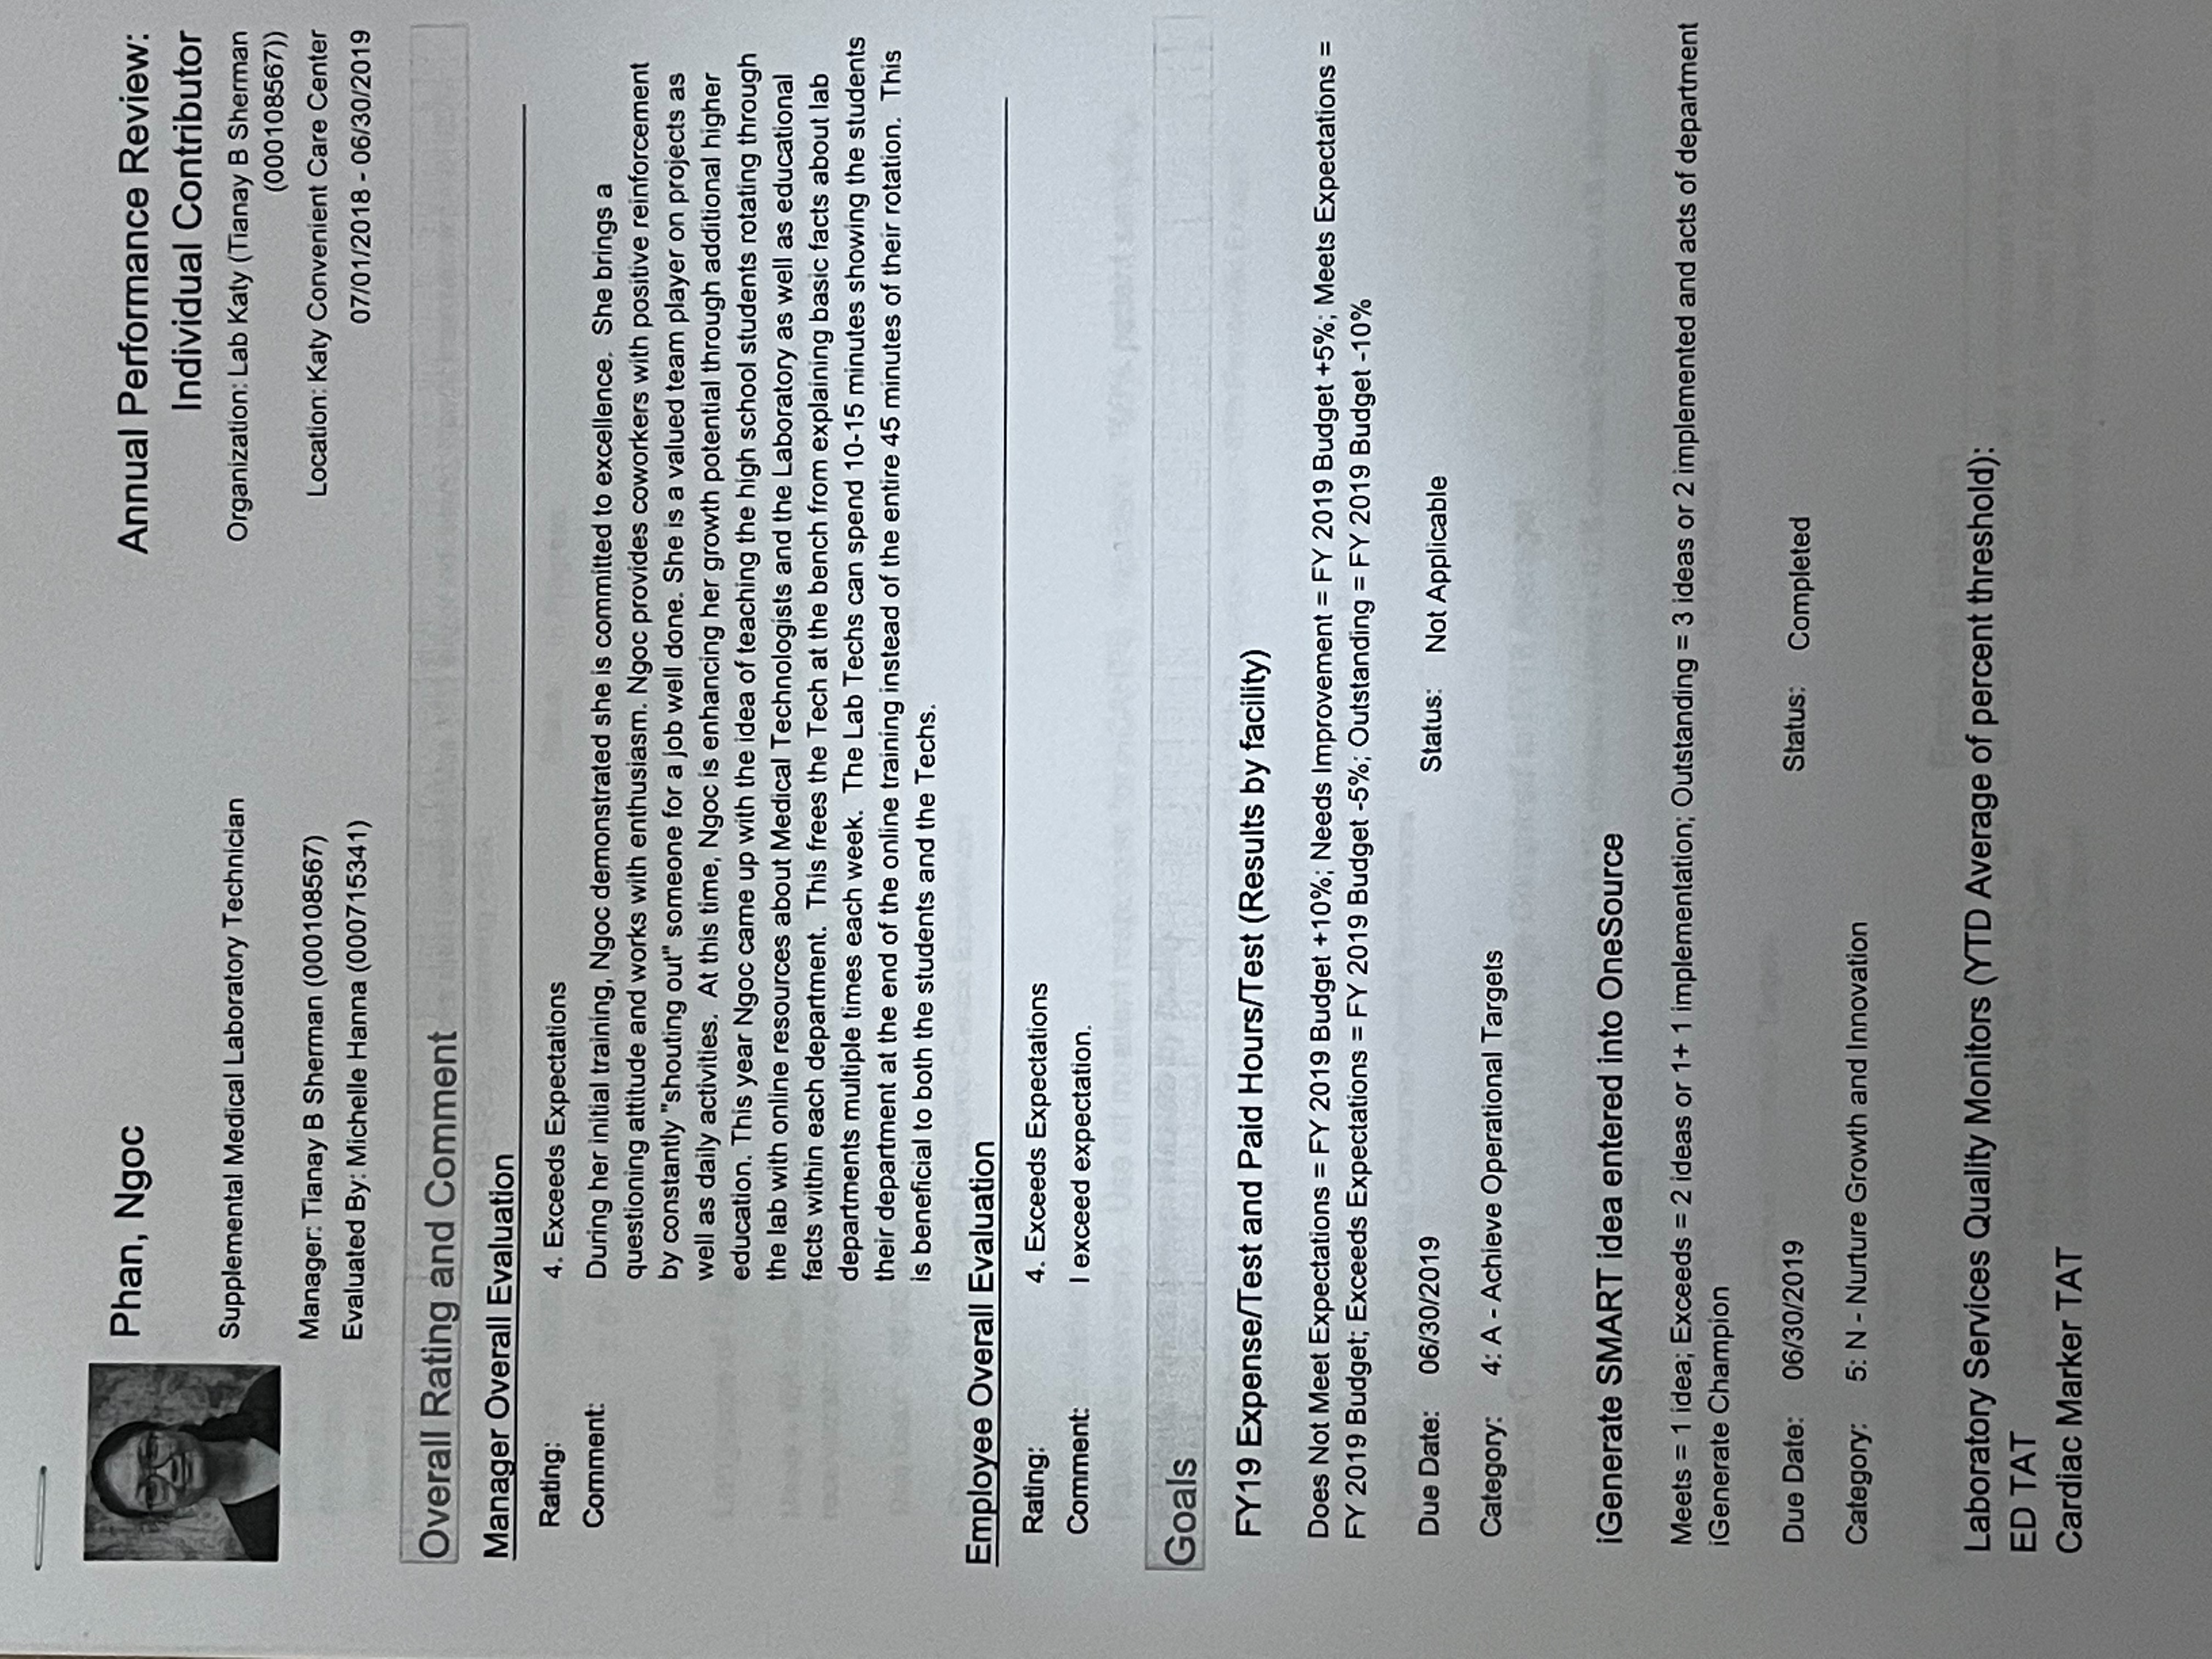 Phan, Ngoc
Supplemental Medical Laboratory Technician
Manager: Tianay B Sherman (000108567)
Evaluated By: Michelle Hanna (000715341)
Annual Performance Review:
Individual Contributor
Organization: Lab Katy (Tianay B Sherman
(000108567))
Location: Katy Convenient Care Center
07/01/2018 - 06/30/2019
Overall Rating and Comment
Manager Overall Evaluation
Rating: 4. Exceeds Expectations
Comment: During her initial training, Ngoc demonstrated she is committed to excellence.  She brings a
questioning attitude and works with enthusiasm. Ngoc provides coworkers with positive reinforcement
by constantly "shouting out" someone for a job well done. She is a valued team player on projects as
well as daily activities.  At this time, Ngoc is enhancing her growth potential through additional higher
education. This year Ngoc came up with the idea of teaching the high school students rotating through
the lab with online resources about Medical Technologists and the Laboratory as well as educational
facts within each department.  This frees the Tech at the bench from explaining basic facts about lab
departments multiple times each week.  The Lab Techs can spend 10-15 minutes showing the students
their department at the end of the online training instead of the entire 45 minutes of their rotation.  This
is beneficial to both the students and the Techs.
Employee Overall Evaluation
Rating: 4. Exceeds Expectations
Comment: I exceed expectation.
Goals
FY19 Expense/Test and Paid Hours/Test (Results by facility)
Does Not Meet Expectations = FY 2019 Budget +10%; Needs Improvement = FY 2019 Budget +5%; Meets Expectations =
FY 2019 Budget; Exceeds Expectations = FY 2019 Budget -5%; Outstanding = FY 2019 Budget -10%
Due Date: 06/30/2019 Status: Not Applicable
Category: 4: A - Achieve Operational Targets
iGenerate SMART idea entered into OneSource
Meets = 1 idea; Exceeds = 2 ideas or 1+ 1 implementation; Outstanding = 3 ideas or 2 implemented and acts of department
iGenerate Champion
Due Date: 06/30/2019 Status: Completed
Category: 5: N - Nurture Growth and Innovation
Laboratory Services Quality Monitors (YTD Average of percent threshold):
ED TAT
Cardiac Marker TAT